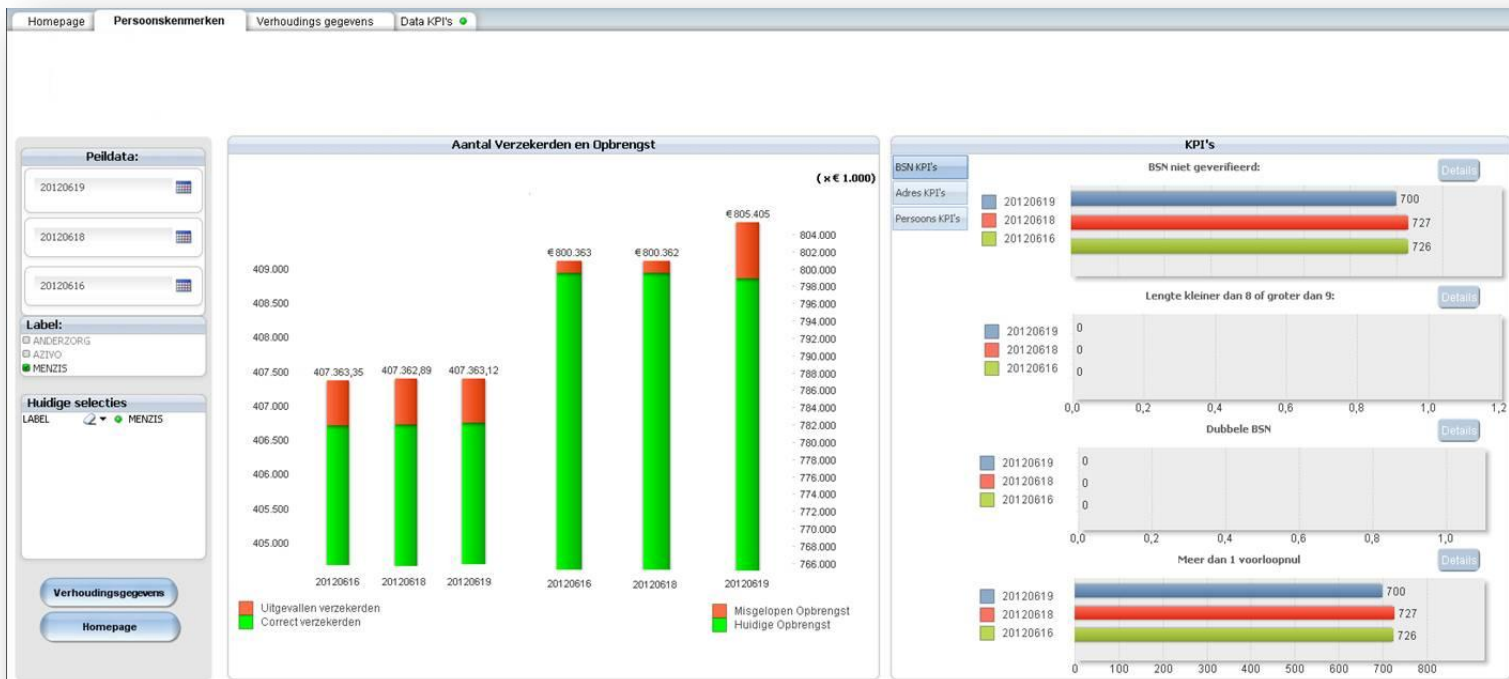 Homepage
Persoonskenmerken
Verhoudings gegevens
Data KPI's
Peildata:
20120619
20120618
20120616
Label:
ANDERZORG
AZIVO
MENZIS
Huidige selecties
LABEL MENZIS
Verhoudingsgegevens
Homepage
Aantal Verzekerden en Opbrengst
( x € 1.000)
409.000
408.500
408.000
407.500
407.000
406.500
406.000
405.500
405.000
407.363,35
407.362,89
407.363,12
€ 800.363
€ 800.362
€ 805.405
804.000
802.000
800.000
798.000
796.000
794.000
792.000
790.000
788.000
786.000
784.000
782.000
780.000
778.000
776.000
774.000
772.000
770.000
768.000
766.000
20120616
20120618
20120619
20120616
20120618
20120619
Uitgevallen verzekerden
Correct verzekerden
Misgelopen Opbrengst
Huidige Opbrengst
KPI's
BSN KPI's
Adres KPI's
Persoons KPI's
BSN niet geverifieerd:
Details
20120619
20120618
20120616
700
727
726
Lengte kleiner dan 8 of groter dan 9:
Details
20120619
20120618
20120616
0
0
0
0,0 0,2 0,4 0,6 0,8 1,0 1,2
Dubbele BSN
Details
20120619
20120618
20120616
0
0
0
0,0 0,2 0,4 0,6 0,8 1,0
Meer dan 1 voorloopnul
Details
20120619
20120618
20120616
700
727
726
0 100 200 300 400 500 600 700 800